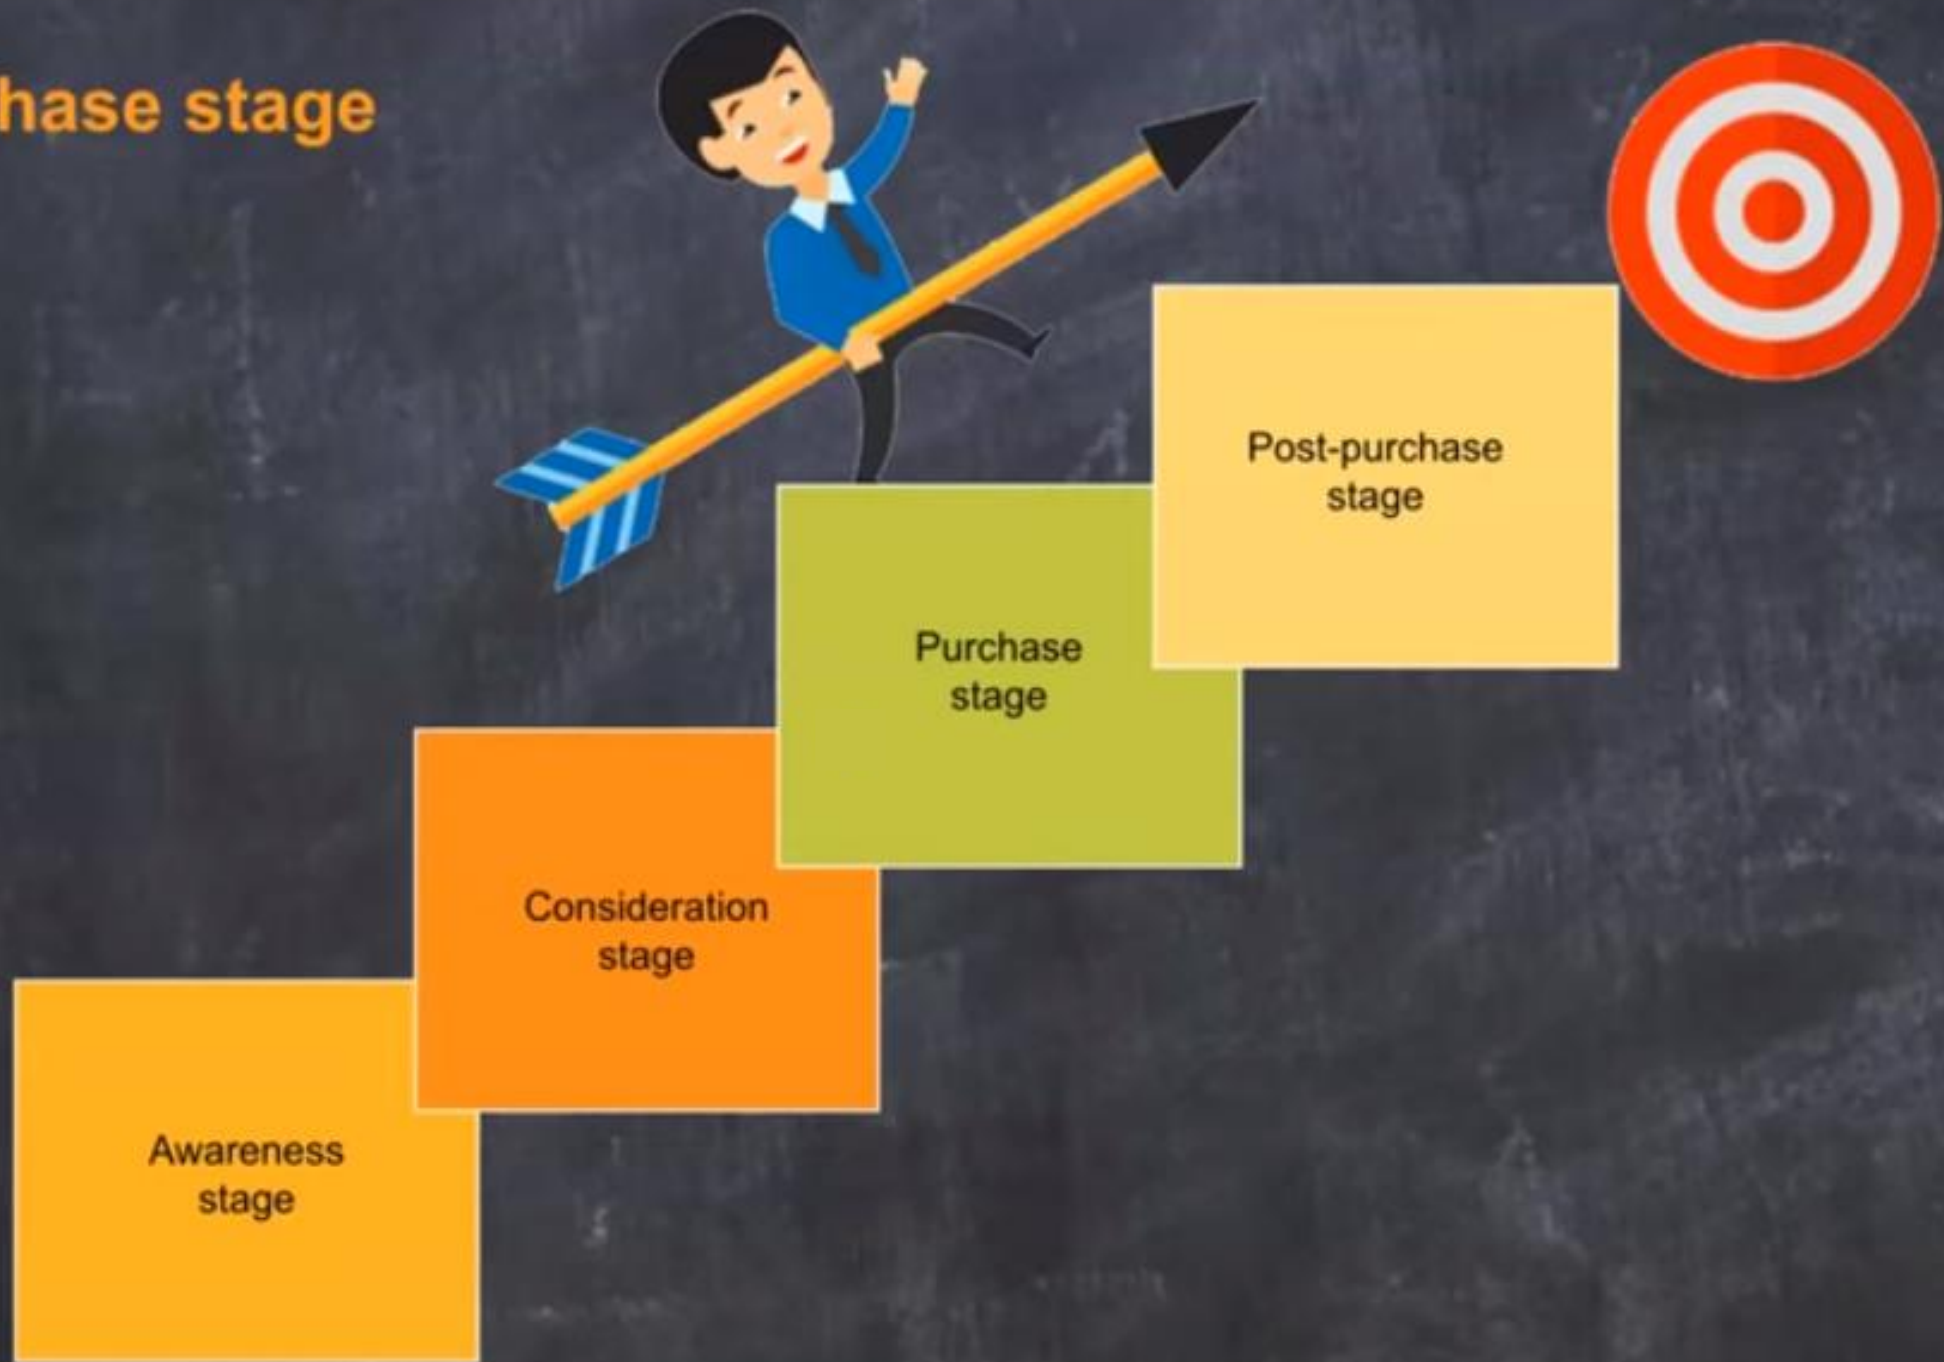 hase stage
Post-purchase
stage
Purchase
stage
Consideration
stage
Awareness
stage